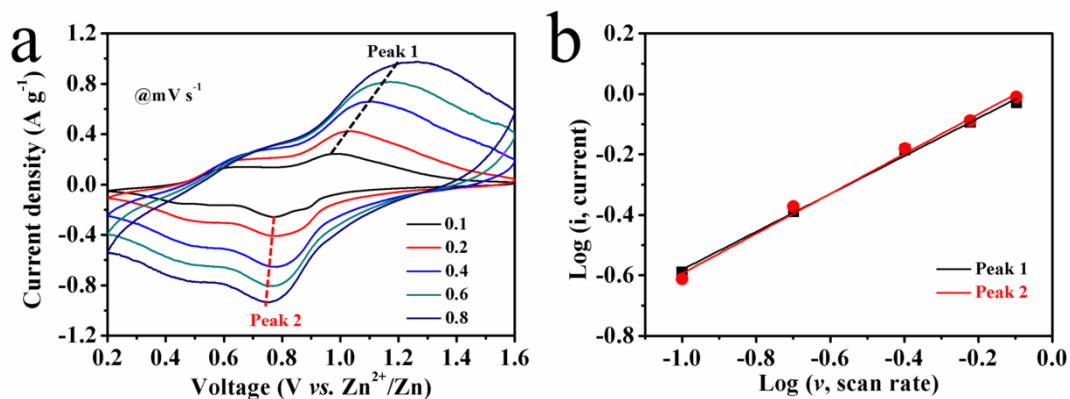 a
Current density (A g⁻¹)
1.2
0.8
0.4
0.0
-0.4
-0.8
-1.2
@mV s⁻¹
Peak 1
Peak 2
0.1
0.2
0.4
0.6
0.8
0.2 0.4 0.6 0.8 1.0 1.2 1.4 1.6
Voltage (V vs. Zn²⁺/Zn)
b
Log (i, current)
0.2
0.0
-0.2
-0.4
-0.6
-0.8
Peak 1
Peak 2
-1.0 -0.8 -0.6 -0.4 -0.2 0.0
Log (v, scan rate)